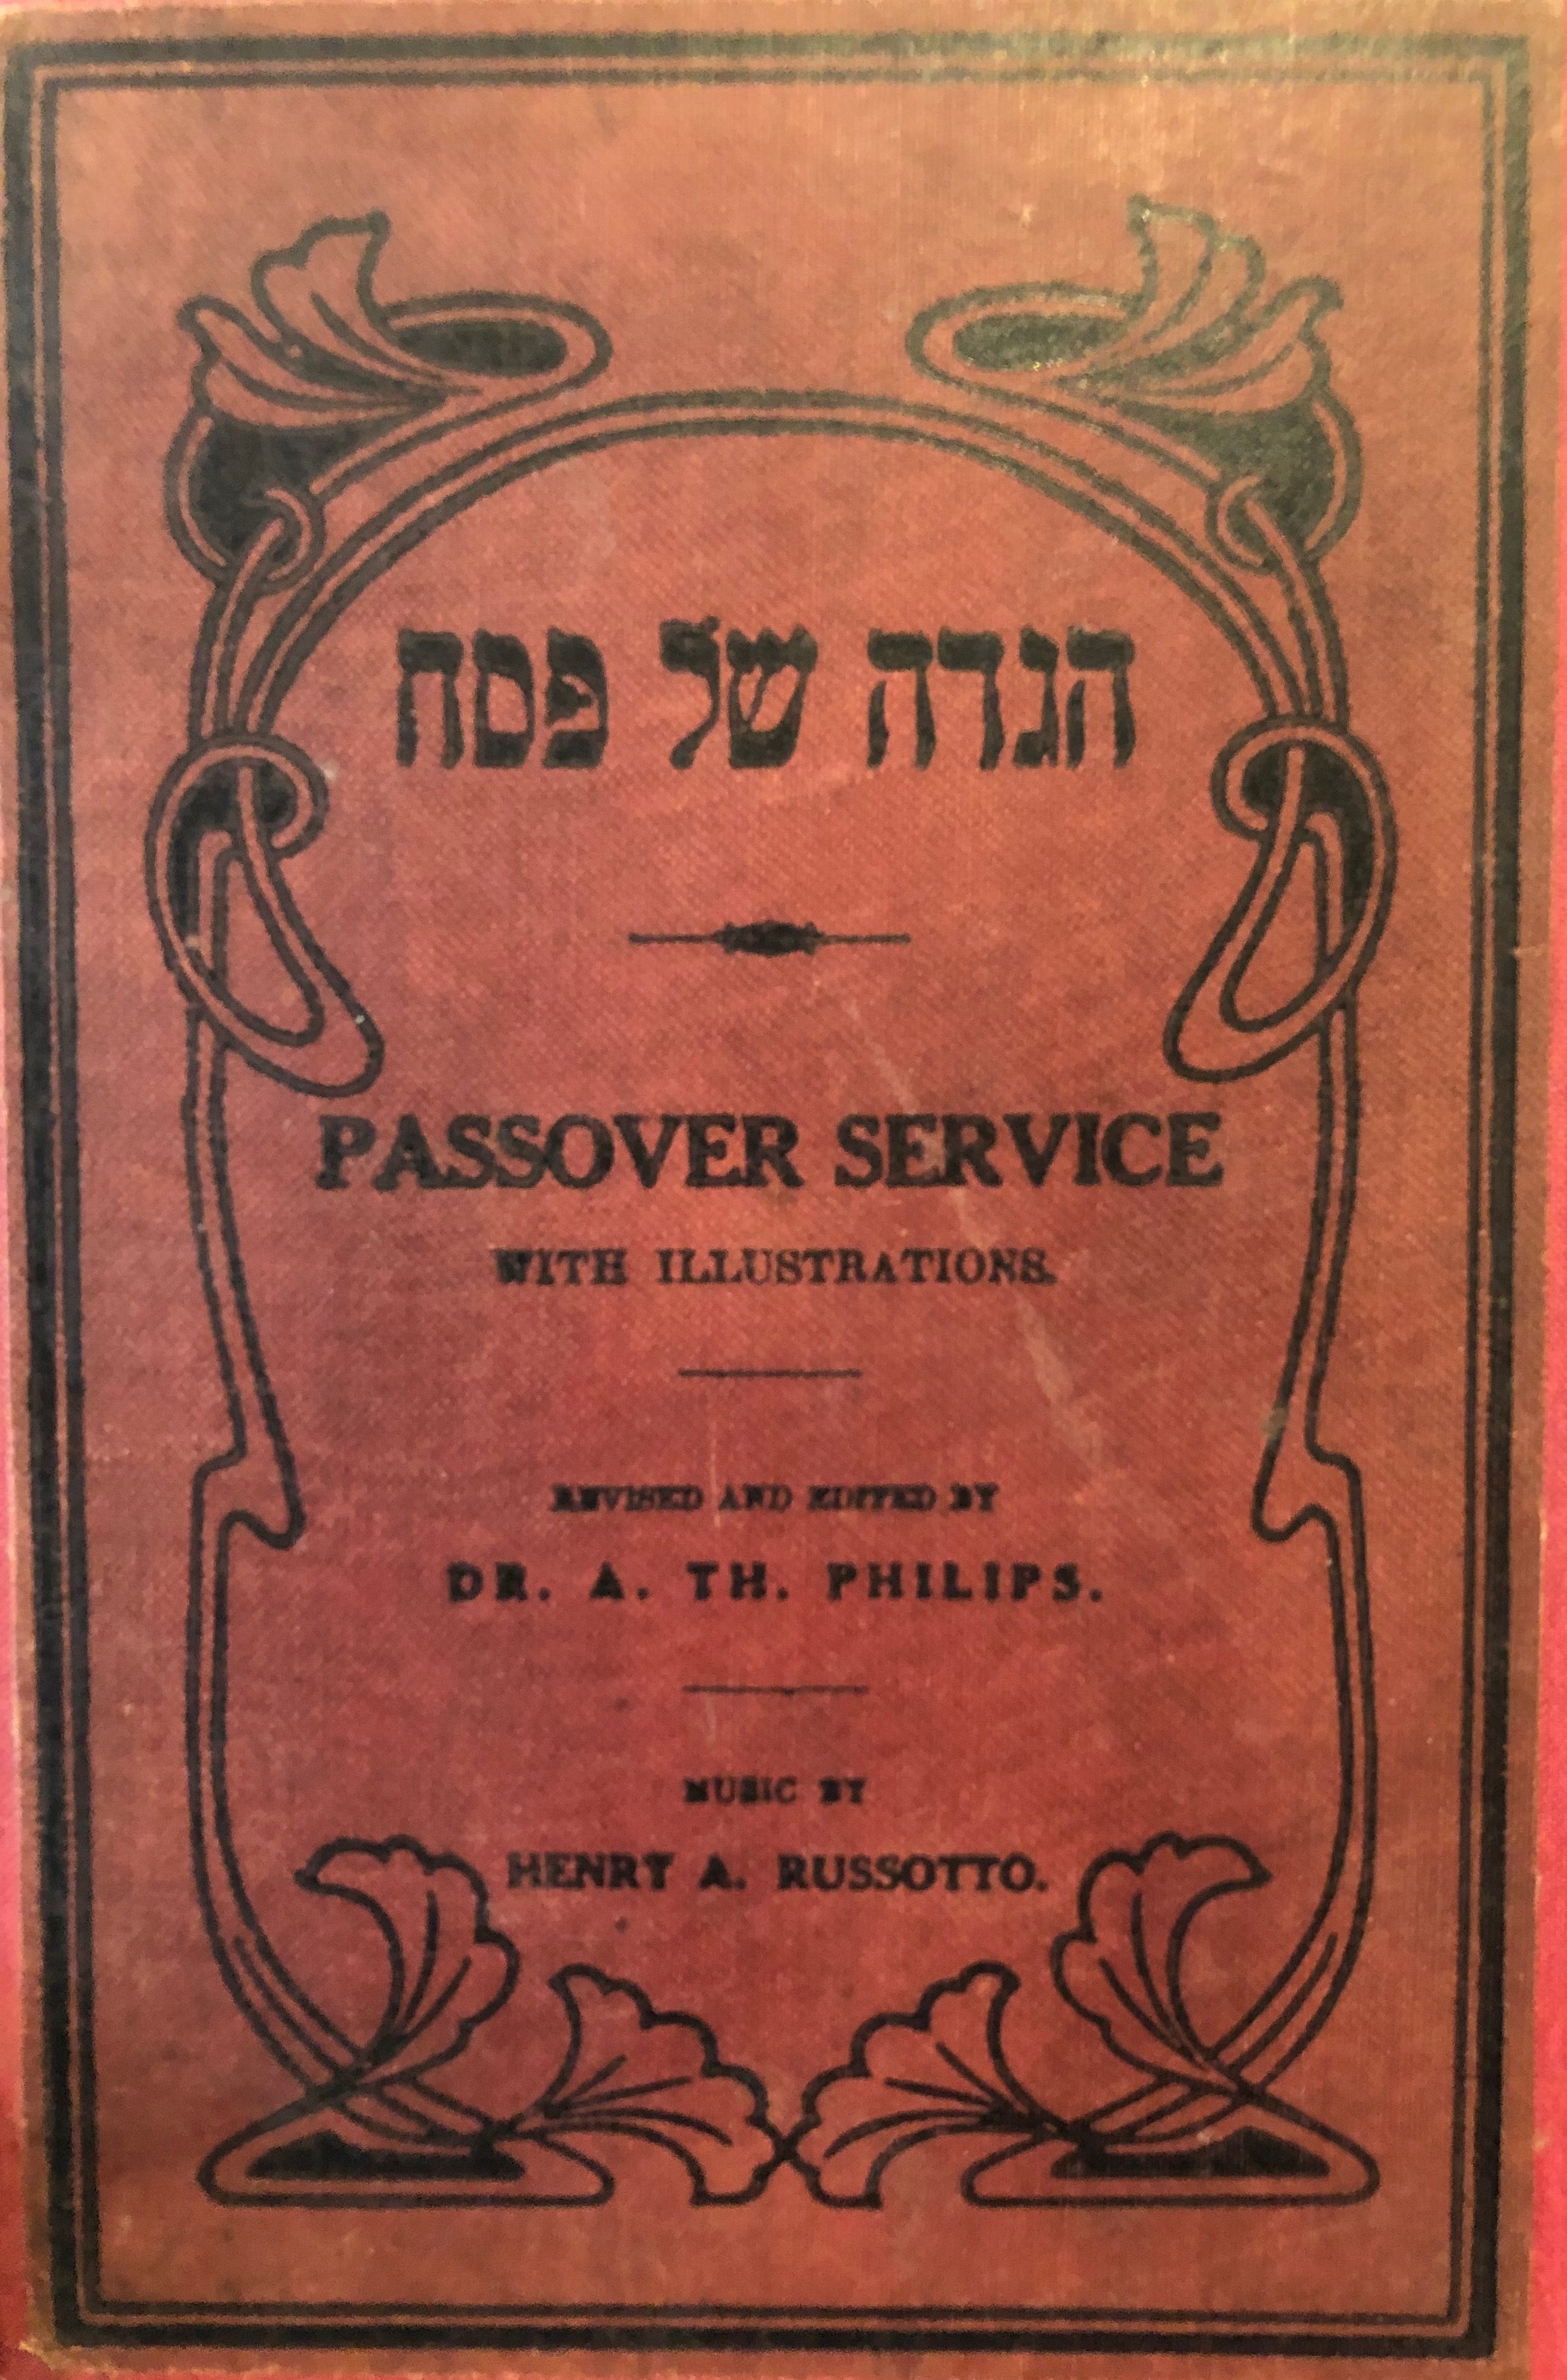 הגדה של פסח
PASSOVER SERVICE
WITH ILLUSTRATIONS.
REVISED AND EDITED BY
DR. A. TH. PHILIPS.
MUSIC BY
HENRY A. RUSSOTTO.